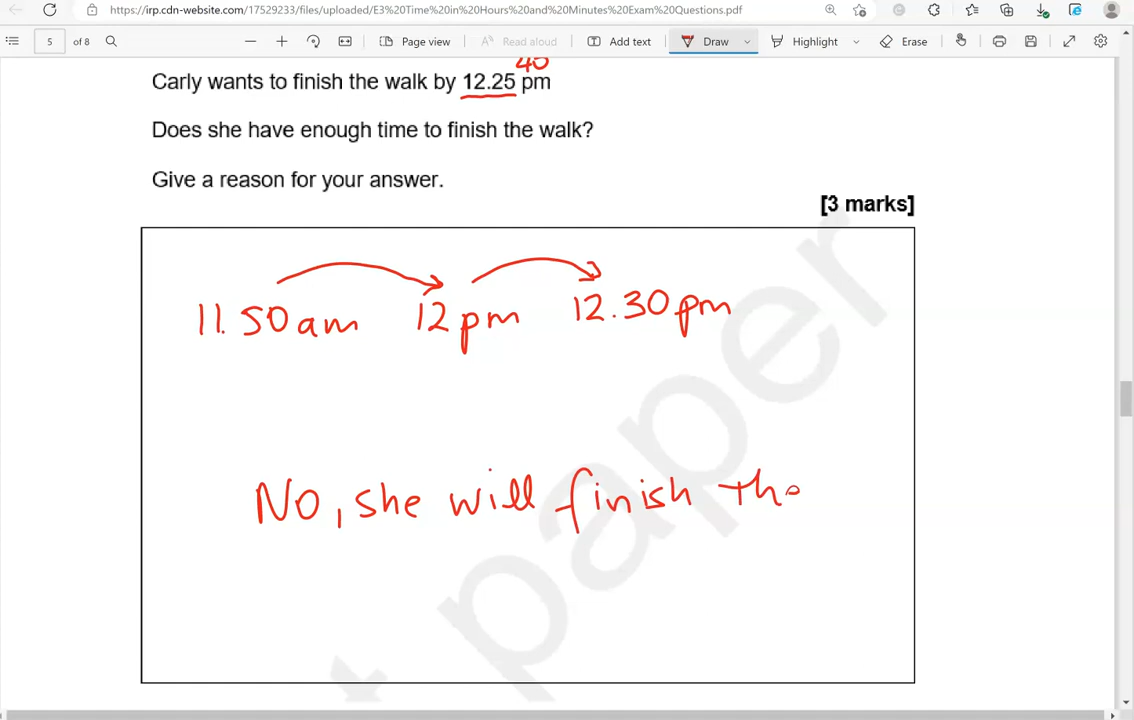 https://irp.cdn-website.com/17529233/files/uploaded/E3%20Time%20in%20Hours%20and%20Minutes%20Exam%20Questions.pdf
5 of 8 Page view Read aloud Add text Draw Highlight Erase
40
Carly wants to finish the walk by 12.25 pm
Does she have enough time to finish the walk?
Give a reason for your answer.
[3 marks]
11.50 am 12 pm 12.30 pm
No, she will finish the
paper